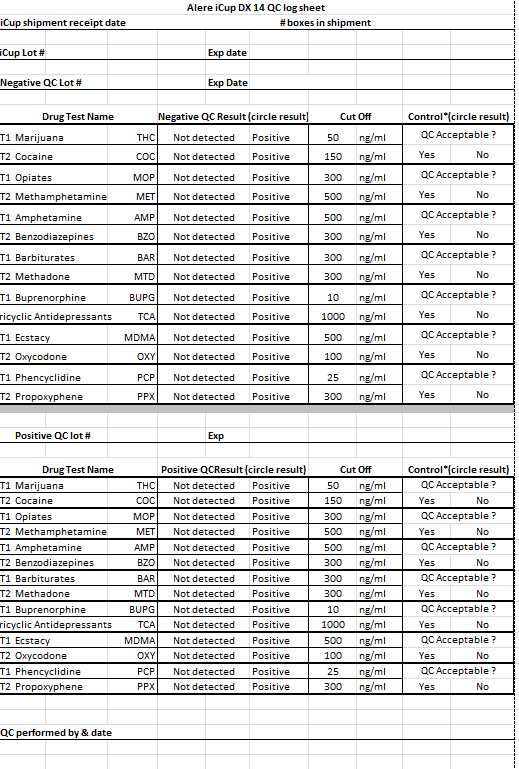 Alere iCup DX 14 QC log sheet
iCup shipment receipt date # boxes in shipment
iCup Lot # Exp date
Negative QC Lot # Exp Date
Drug Test Name Negative QC Result (circle result) Cut Off Control*(circle result)
T1 Marijuana THC Not detected Positive 50 ng/ml QC Acceptable ?
T2 Cocaine COC Not detected Positive 150 ng/ml Yes No
T1 Opiates MOP Not detected Positive 300 ng/ml QC Acceptable ?
T2 Methamphetamine MET Not detected Positive 500 ng/ml Yes No
T1 Amphetamine AMP Not detected Positive 500 ng/ml QC Acceptable ?
T2 Benzodiazepines BZO Not detected Positive 300 ng/ml Yes No
T1 Barbiturates BAR Not detected Positive 300 ng/ml QC Acceptable ?
T2 Methadone MTD Not detected Positive 300 ng/ml Yes No
T1 Buprenorphine BUPG Not detected Positive 10 ng/ml QC Acceptable ?
ricyclic Antidepressants TCA Not detected Positive 1000 ng/ml Yes No
T1 Ecstacy MDMA Not detected Positive 500 ng/ml QC Acceptable ?
T2 Oxycodone OXY Not detected Positive 100 ng/ml Yes No
T1 Phencyclidine PCP Not detected Positive 25 ng/ml QC Acceptable ?
T2 Propoxyphene PPX Not detected Positive 300 ng/ml Yes No
Positive QC lot # Exp
Drug Test Name Positive QCResult (circle result) Cut Off Control*(circle result)
T1 Marijuana THC Not detected Positive 50 ng/ml QC Acceptable ?
T2 Cocaine COC Not detected Positive 150 ng/ml Yes No
T1 Opiates MOP Not detected Positive 300 ng/ml QC Acceptable ?
T2 Methamphetamine MET Not detected Positive 500 ng/ml Yes No
T1 Amphetamine AMP Not detected Positive 500 ng/ml QC Acceptable ?
T2 Benzodiazepines BZO Not detected Positive 300 ng/ml Yes No
T1 Barbiturates BAR Not detected Positive 300 ng/ml QC Acceptable ?
T2 Methadone MTD Not detected Positive 300 ng/ml Yes No
T1 Buprenorphine BUPG Not detected Positive 10 ng/ml QC Acceptable ?
ricyclic Antidepressants TCA Not detected Positive 1000 ng/ml Yes No
T1 Ecstacy MDMA Not detected Positive 500 ng/ml QC Acceptable ?
T2 Oxycodone OXY Not detected Positive 100 ng/ml Yes No
T1 Phencyclidine PCP Not detected Positive 25 ng/ml QC Acceptable ?
T2 Propoxyphene PPX Not detected Positive 300 ng/ml Yes No
QC performed by & date